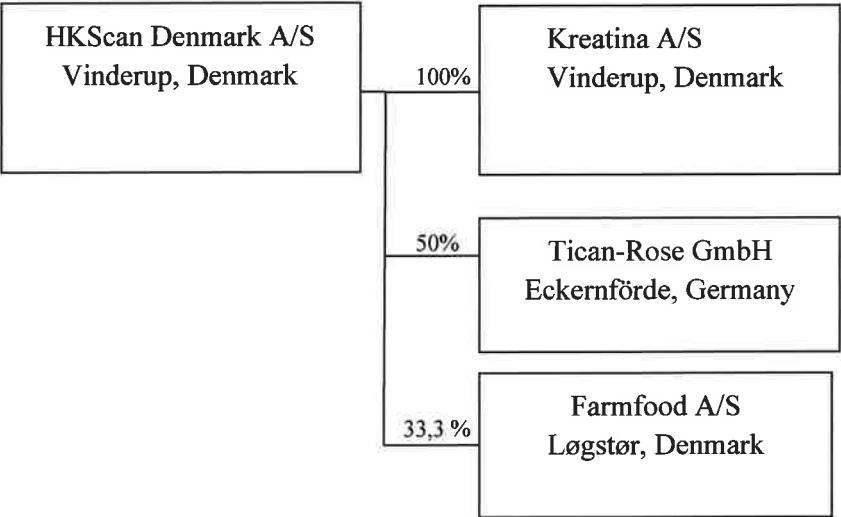 HKScan Denmark A/S
Vinderup, Denmark
100%
Kreatina A/S
Vinderup, Denmark
50%
Tican-Rose GmbH
Eckernförde, Germany
33,3 %
Farmfood A/S
Løgstør, Denmark